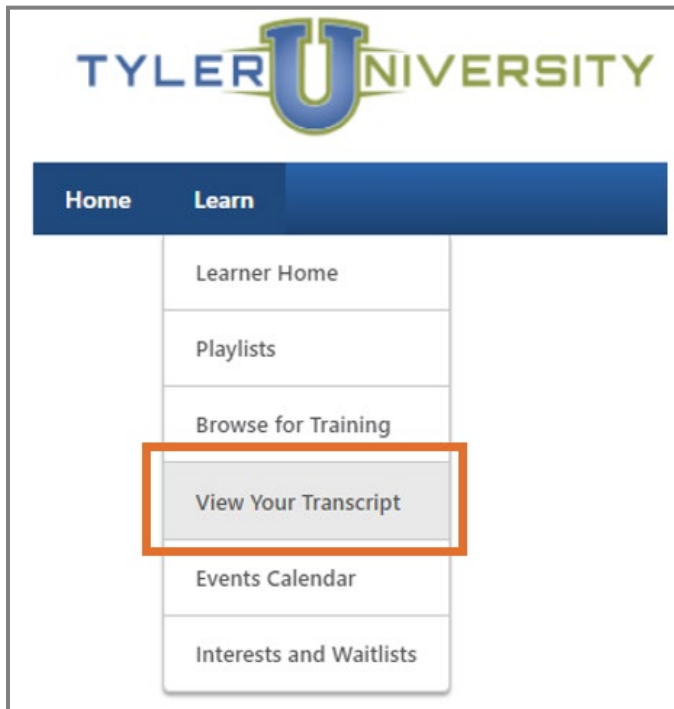 TYLER UNIVERSITY
Home Learn
Learner Home
Playlists
Browse for Training
View Your Transcript
Events Calendar
Interests and Waitlists